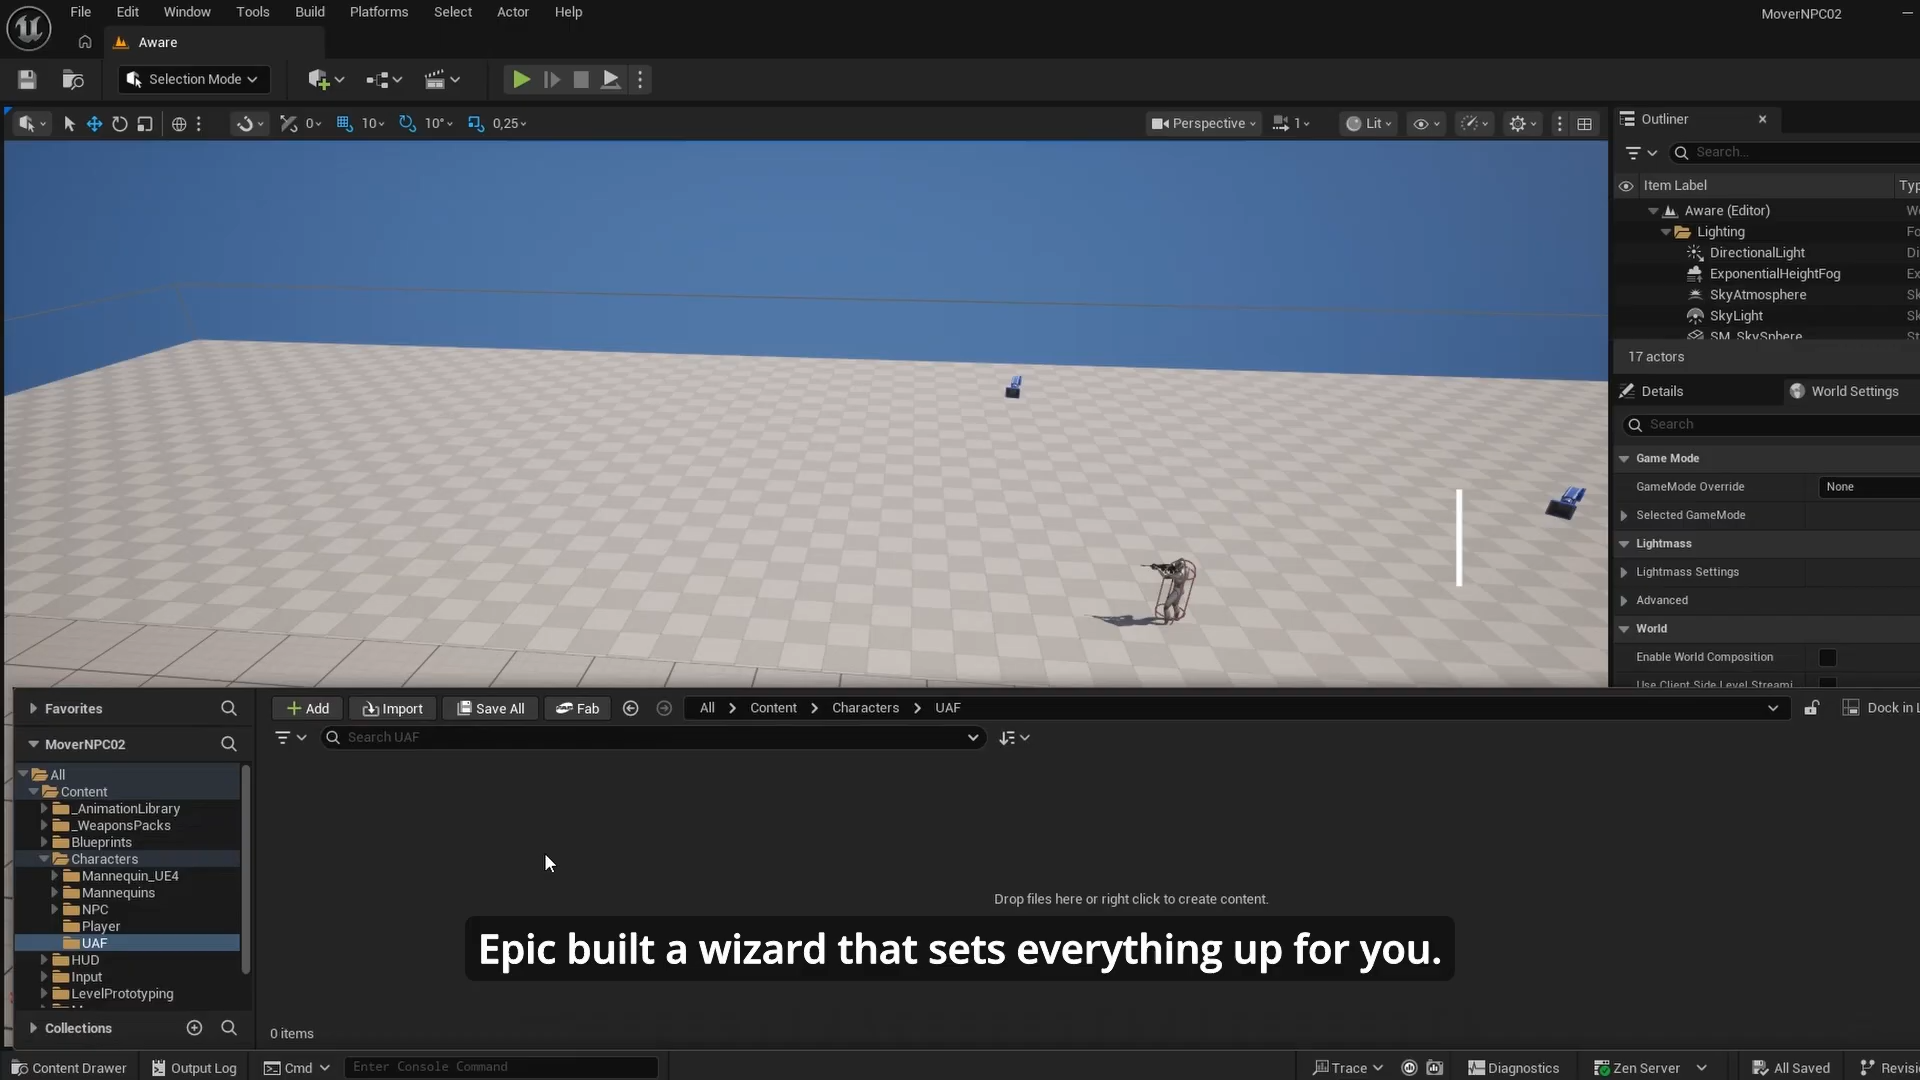 File Edit Window Tools Build Platforms Select Actor Help
MoverNPC02
Aware
Selection Mode
0 10 10° 0,25
Perspective 1 Lit
Outliner
Search...
Item Label
Aware (Editor)
Lighting
DirectionalLight
ExponentialHeightFog
SkyAtmosphere
SkyLight
SM_SkySphere
17 actors
Details World Settings
Search
Game Mode
GameMode Override None
Selected GameMode
Lightmass
Lightmass Settings
Advanced
World
Enable World Composition
Use Client Side Level Streami
Favorites
Add Import Save All Fab All Content Characters UAF Dock in L
MoverNPC02
Search UAF
All
Content
_AnimationLibrary
_WeaponsPacks
Blueprints
Characters
Mannequin_UE4
Mannequins
NPC
Player
UAF
HUD
Input
LevelPrototyping
Drop files here or right click to create content.
Epic built a wizard that sets everything up for you.
Collections
0 items
Content Drawer Output Log Cmd Enter Console Command Trace Diagnostics Zen Server All Saved Revisi